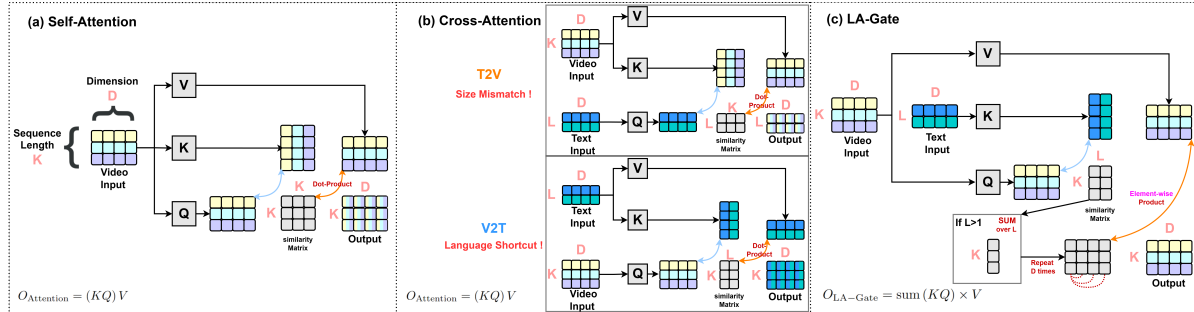 (a) Self-Attention
Dimension
D
Sequence
Length
K
Video
Input
V
K
Q
K
Dot-Product
K
D
similarity
Matrix
Output
O_Attention = (KQ) V
(b) Cross-Attention
T2V
Size Mismatch !
D
K
Video
Input
V
K
D
L
Text Input
Q
K
L
Dot-
Product
similarity
Matrix
D
L
Output
V2T
Language Shortcut !
D
L
Text Input
V
K
D
K
Video
Input
Q
L
K
Dot-
Product
similarity
Matrix
D
K
Output
O_Attention = (KQ) V
(c) LA-Gate
D
K
Video
Input
D
L
Text
Input
V
K
Q
L
K
similarity
Matrix
Element-wise
Product
If L>1
SUM
over L
K
Repeat
D times
D
K
Output
O_LA−Gate = sum (KQ) × V